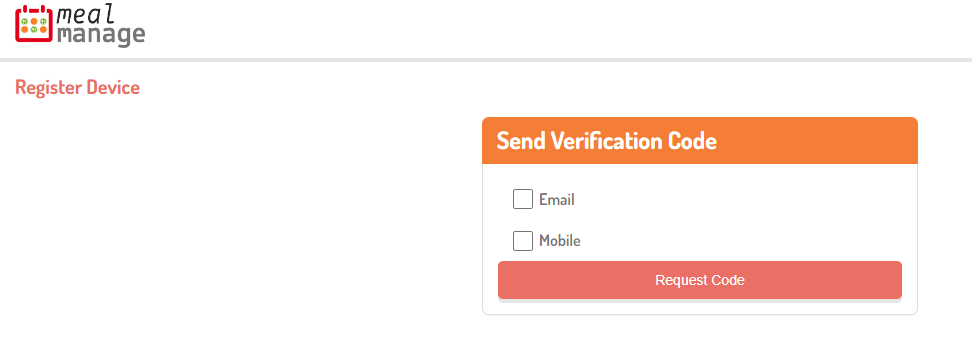 meal
manage
Register Device
Send Verification Code
Email
Mobile
Request Code